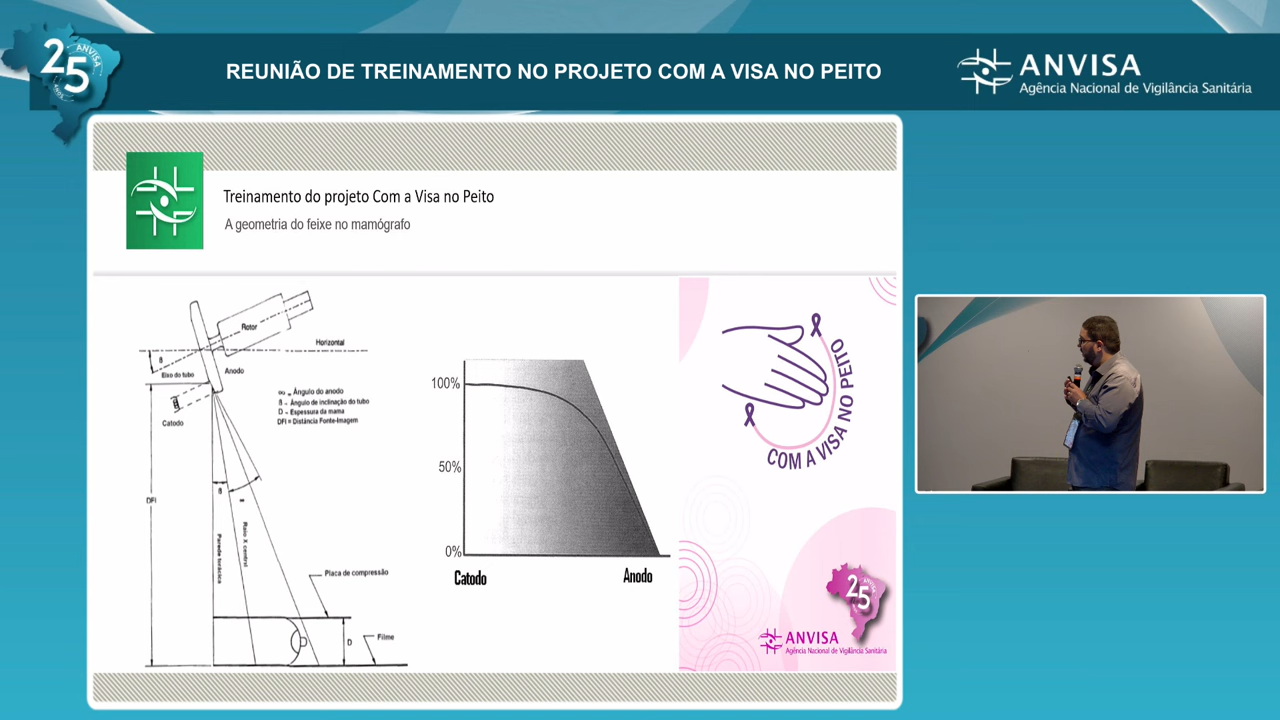 25
ANVISA
ANOS
REUNIÃO DE TREINAMENTO NO PROJETO COM A VISA NO PEITO
ANVISA
Agência Nacional de Vigilância Sanitária
Treinamento do projeto Com a Visa no Peito
A geometria do feixe no mamógrafo
Rotor
Horizontal
ß
Eixo do tubo
Anodo
∞ = Ângulo do anodo
ß - Ângulo de inclinação do tubo
D - Espessura da mama
DFI = Distância Fonte-Imagem
Catodo
DFI
ß
∞
Raio X central
Parede torácica
Placa de compressão
D
Filme
100%
50%
0%
Catodo
Anodo
COM A VISA NO PEITO
25
ANVISA
Agência Nacional de Vigilância Sanitária